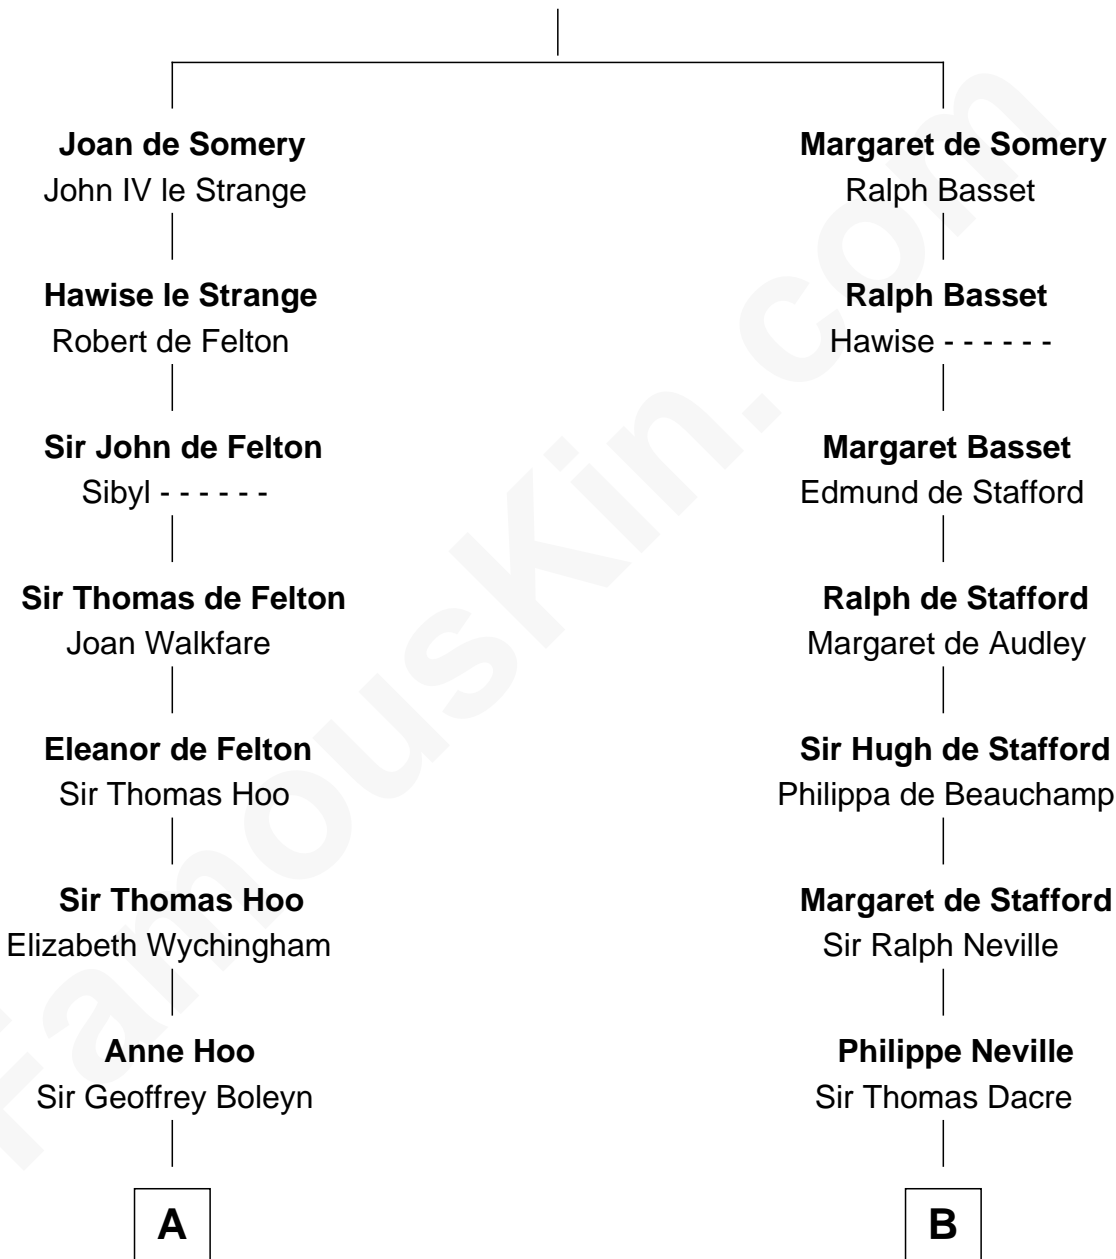 Joan de Somery
John IV le Strange
Hawise le Strange
Robert de Felton
Sir John de Felton
Sibyl - - - - - -
Sir Thomas de Felton
Joan Walkfare
Eleanor de Felton
Sir Thomas Hoo
Sir Thomas Hoo
Elizabeth Wychingham
Anne Hoo
Sir Geoffrey Boleyn
A
Margaret de Somery
Ralph Basset
Ralph Basset
Hawise - - - - - -
Margaret Basset
Edmund de Stafford
Ralph de Stafford
Margaret de Audley
Sir Hugh de Stafford
Philippa de Beauchamp
Margaret de Stafford
Sir Ralph Neville
Philippe Neville
Sir Thomas Dacre
B
FamousKin.com